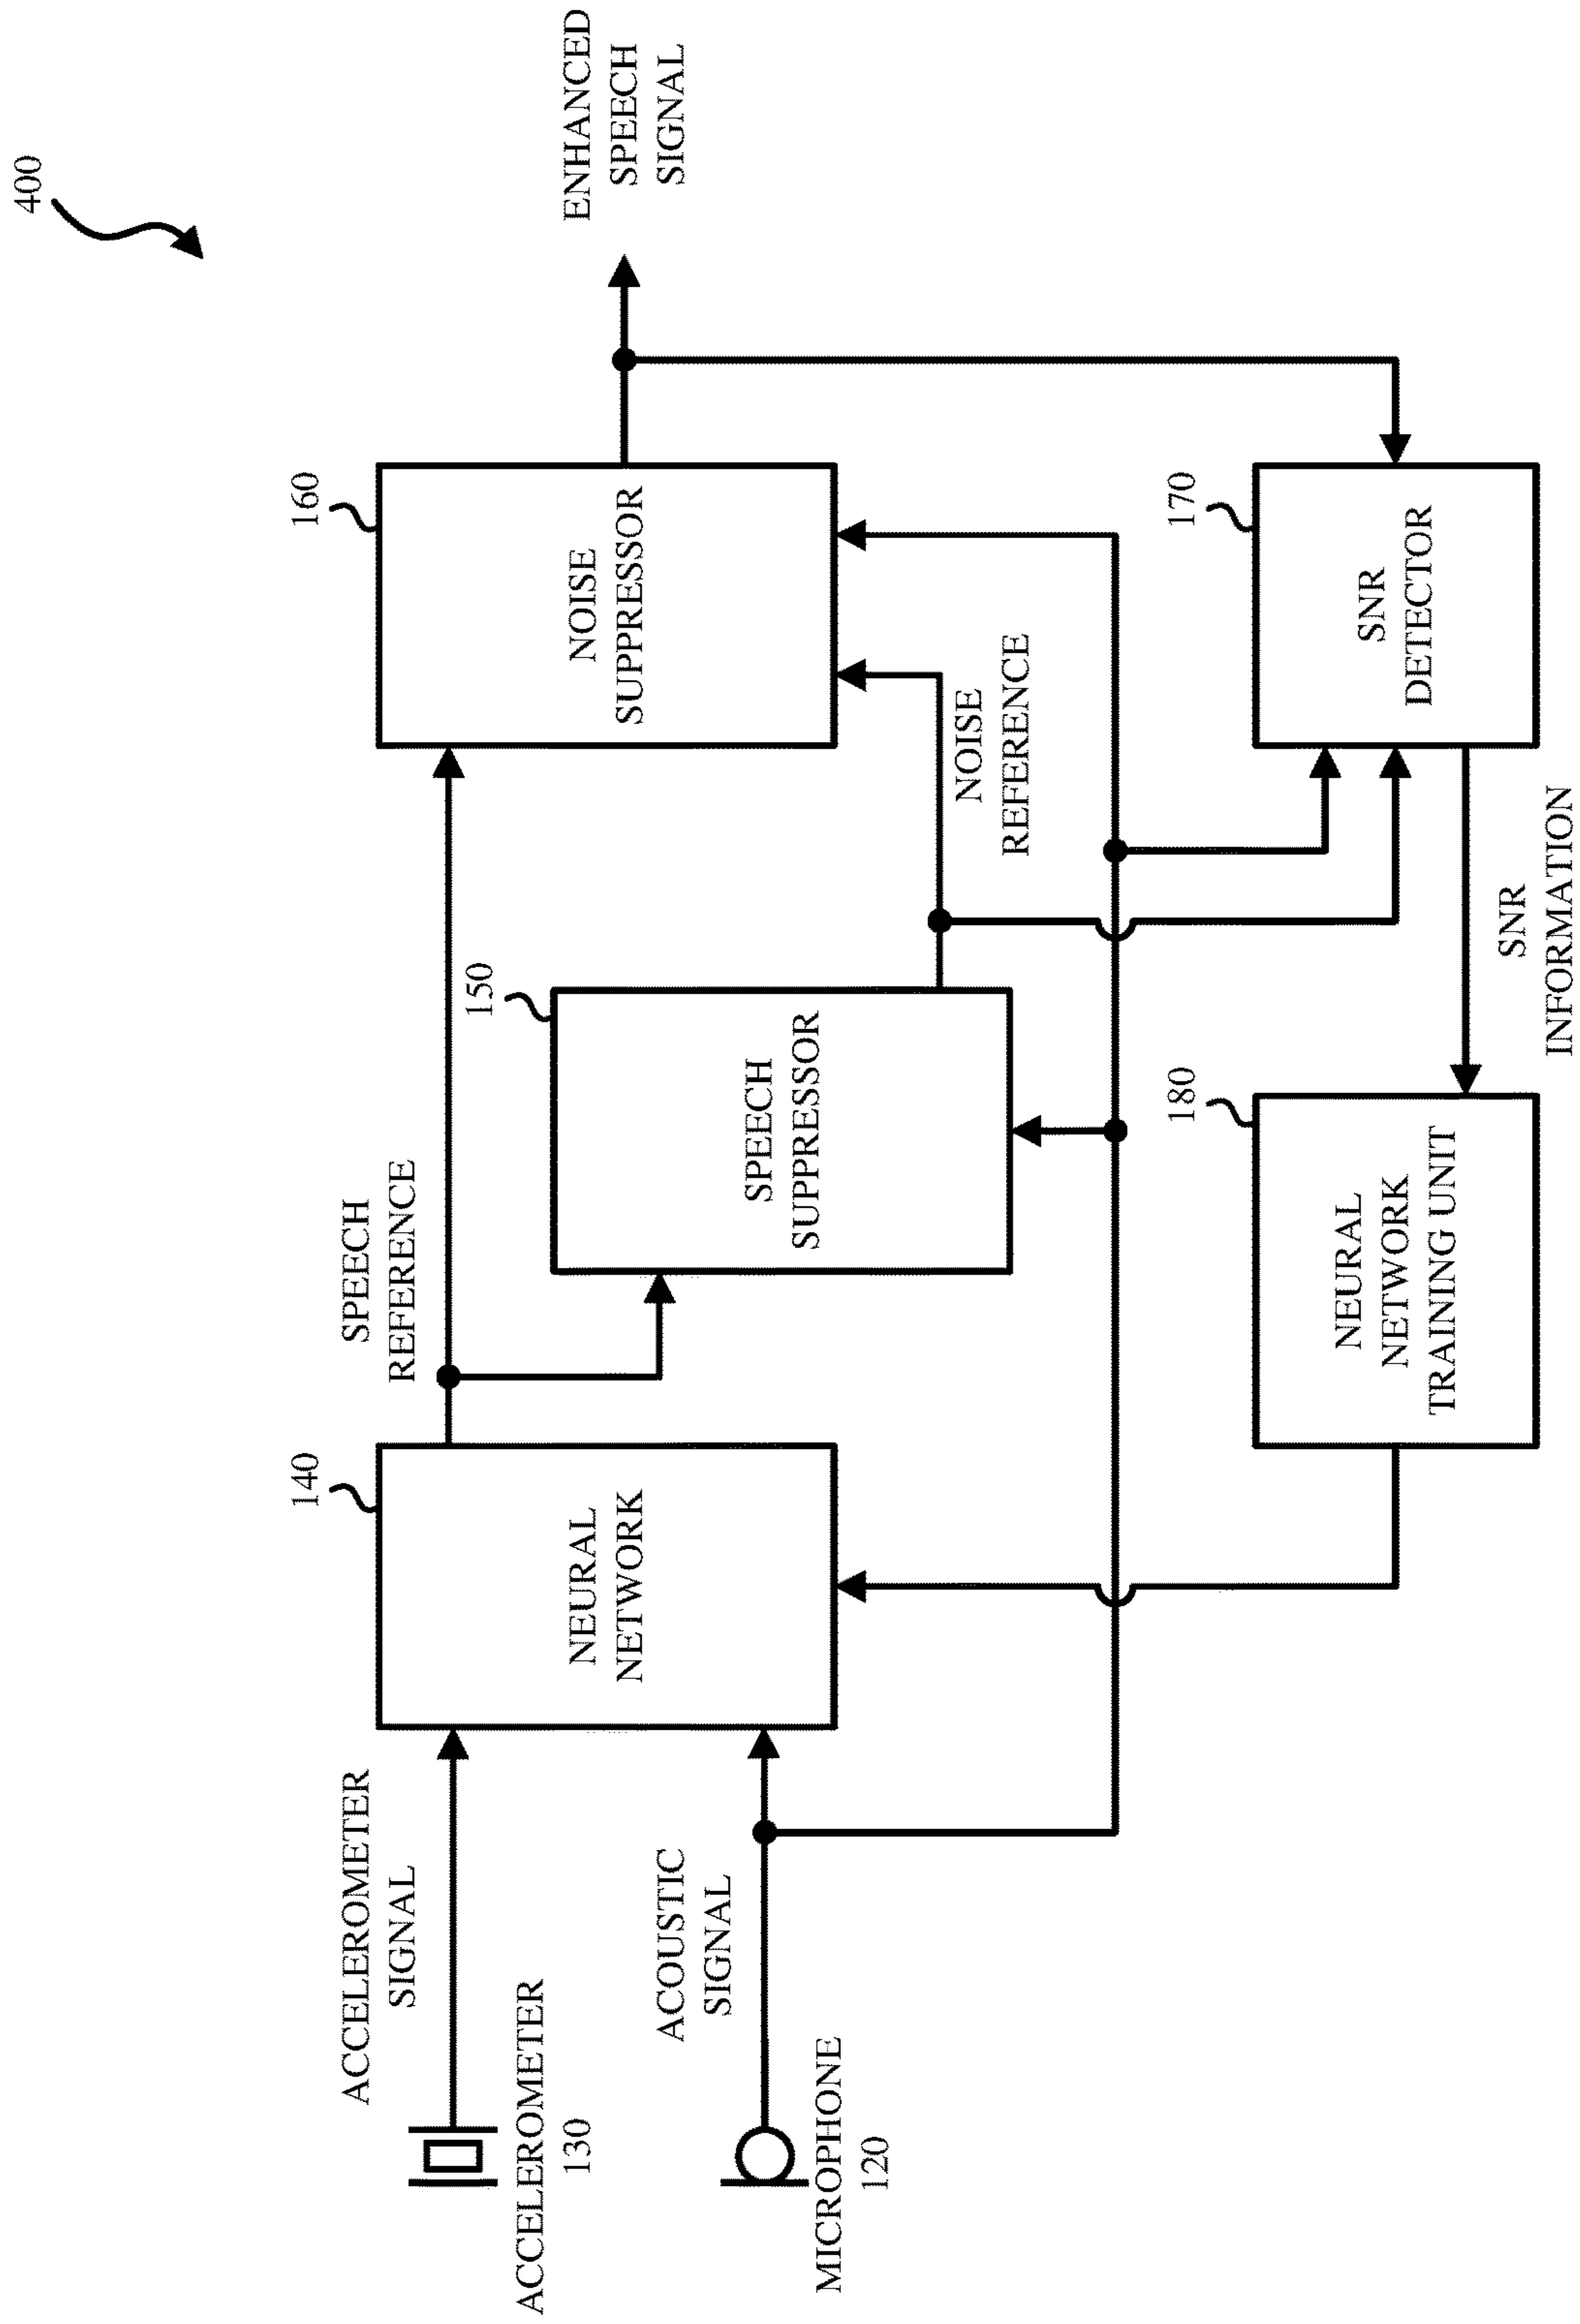 400
ACCELEROMETER
SIGNAL
ACCELEROMETER
130
ACOUSTIC
SIGNAL
MICROPHONE
120
140
NEURAL
NETWORK
SPEECH
REFERENCE
150
SPEECH
SUPPRESSOR
NOISE
REFERENCE
160
NOISE
SUPPRESSOR
ENHANCED
SPEECH
SIGNAL
180
NEURAL
NETWORK
TRAINING UNIT
SNR
INFORMATION
170
SNR
DETECTOR